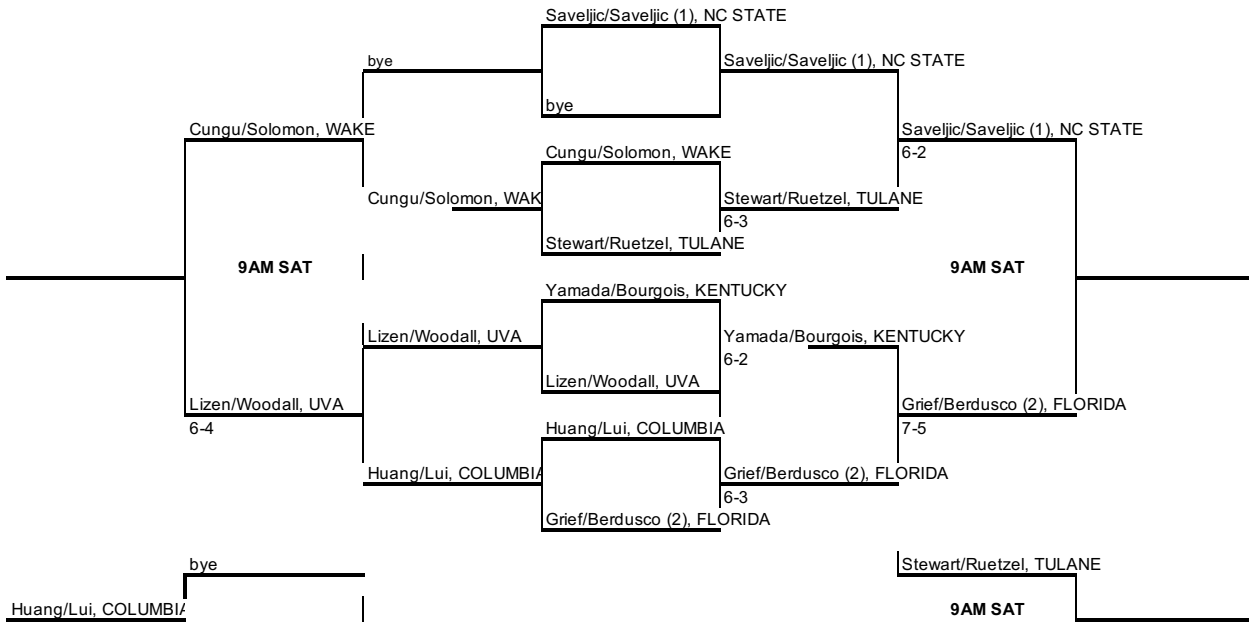 Saveljic/Saveljic (1), NC STATE
bye
Saveljic/Saveljic (1), NC STATE
bye
Cungu/Solomon, WAKE
Saveljic/Saveljic (1), NC STATE
Cungu/Solomon, WAKE
6-2
Cungu/Solomon, WAK
Stewart/Ruetzel, TULANE
6-3
Stewart/Ruetzel, TULANE
9AM SAT
9AM SAT
Yamada/Bourgois, KENTUCKY
Lizen/Woodall, UVA
Yamada/Bourgois, KENTUCKY
6-2
Lizen/Woodall, UVA
Lizen/Woodall, UVA
Grief/Berdusco (2), FLORIDA
6-4
Huang/Lui, COLUMBIA
7-5
Huang/Lui, COLUMBIA
Grief/Berdusco (2), FLORIDA
6-3
Grief/Berdusco (2), FLORIDA
bye
Stewart/Ruetzel, TULANE
Huang/Lui, COLUMBIA
9AM SAT